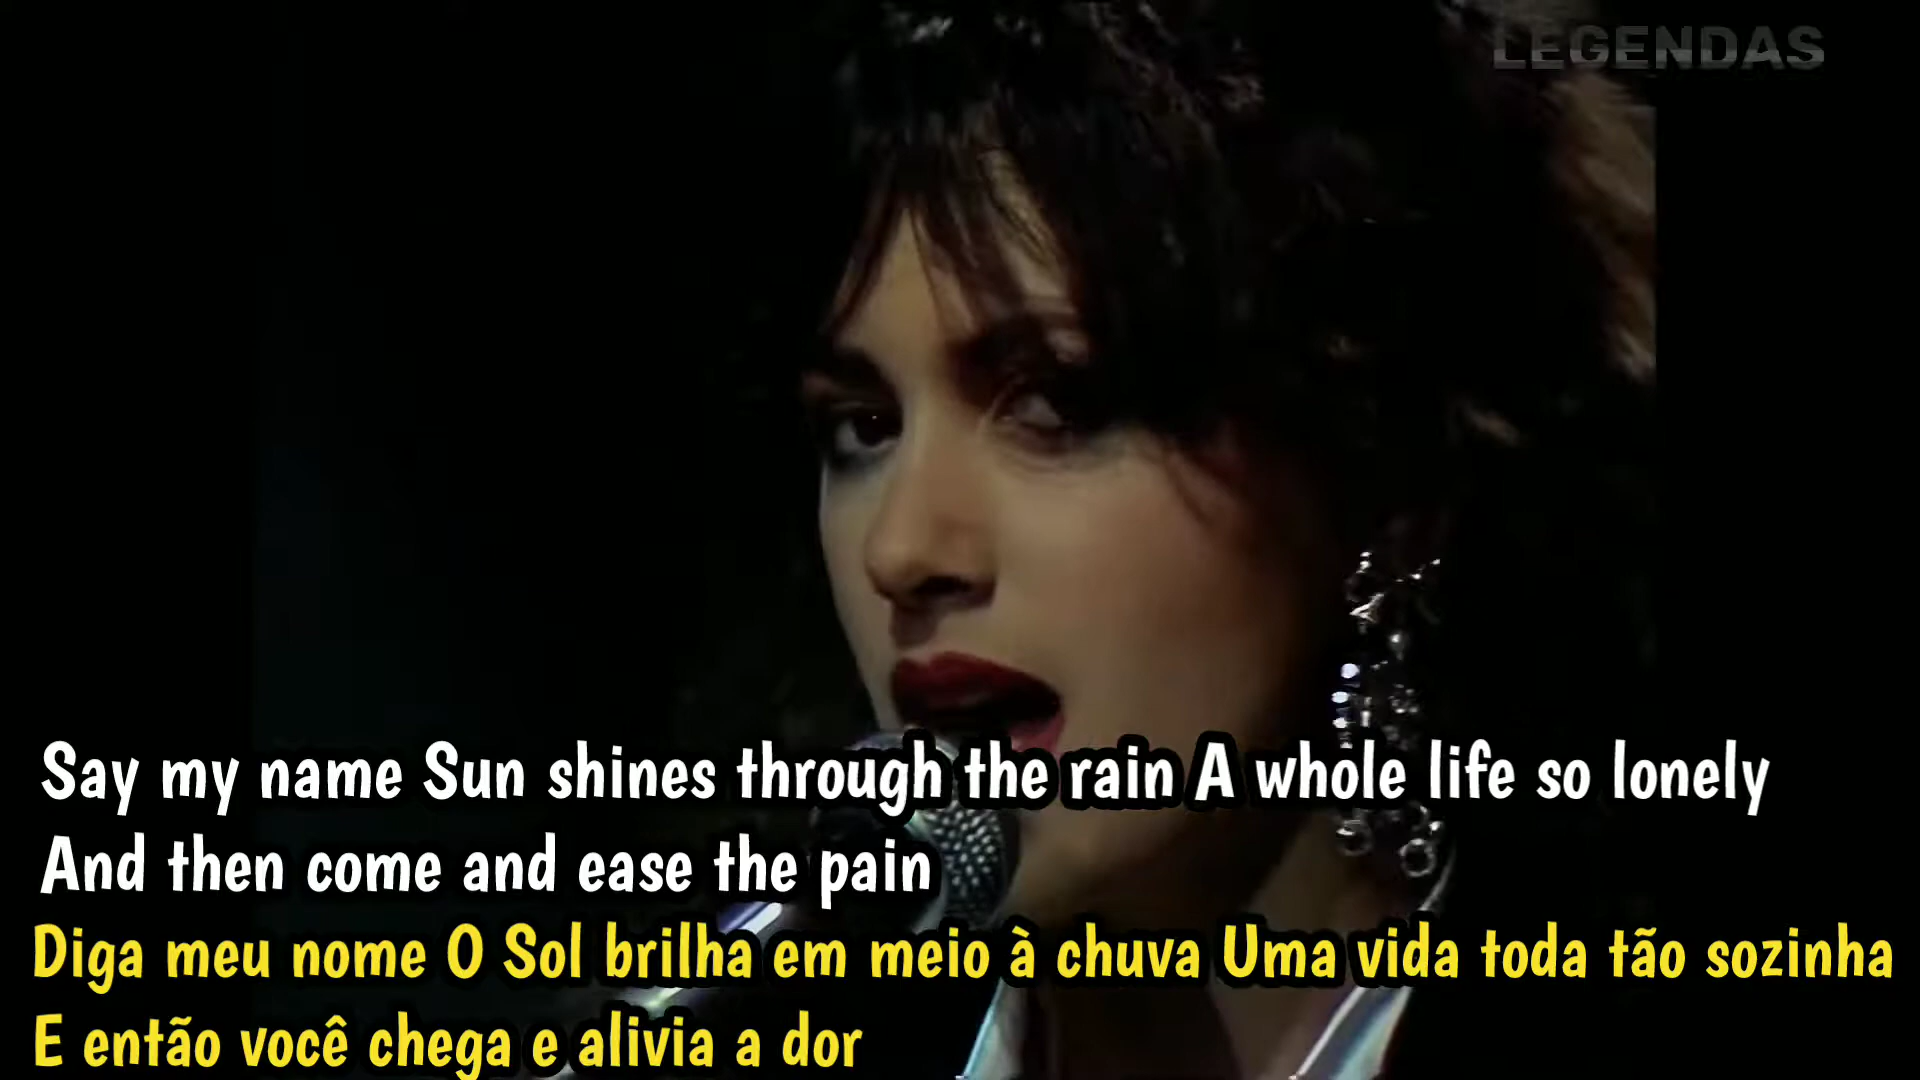 LEGENDAS
Say my name Sun shines through the rain A whole life so lonely
And then come and ease the pain
Diga meu nome O Sol brilha em meio à chuva Uma vida toda tão sozinha
E então você chega e alivia a dor